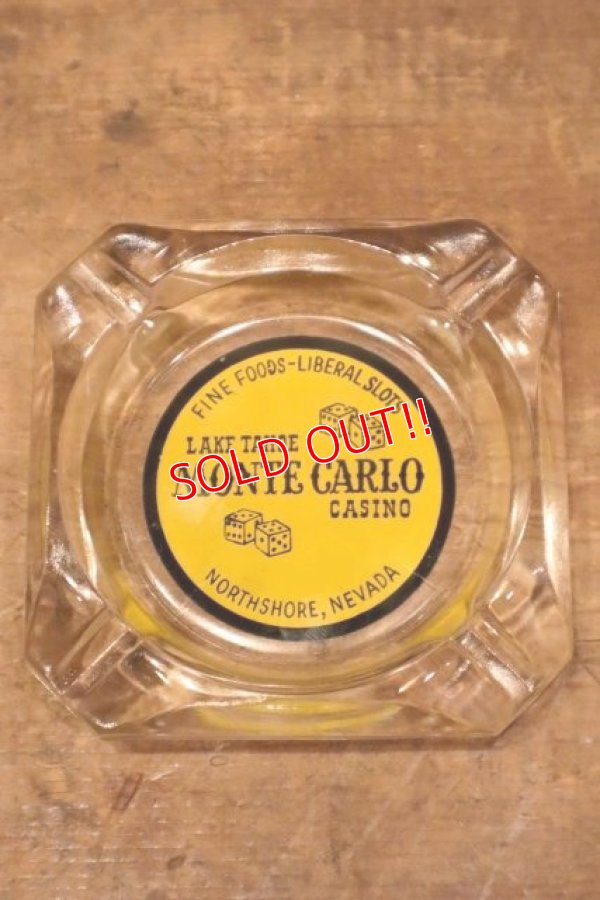 FINE FOODS-LIBERAL SLOTS
LAKE TAHOE
MONTE CARLO
CASINO
NORTHSHORE, NEVADA
SOLD OUT!!